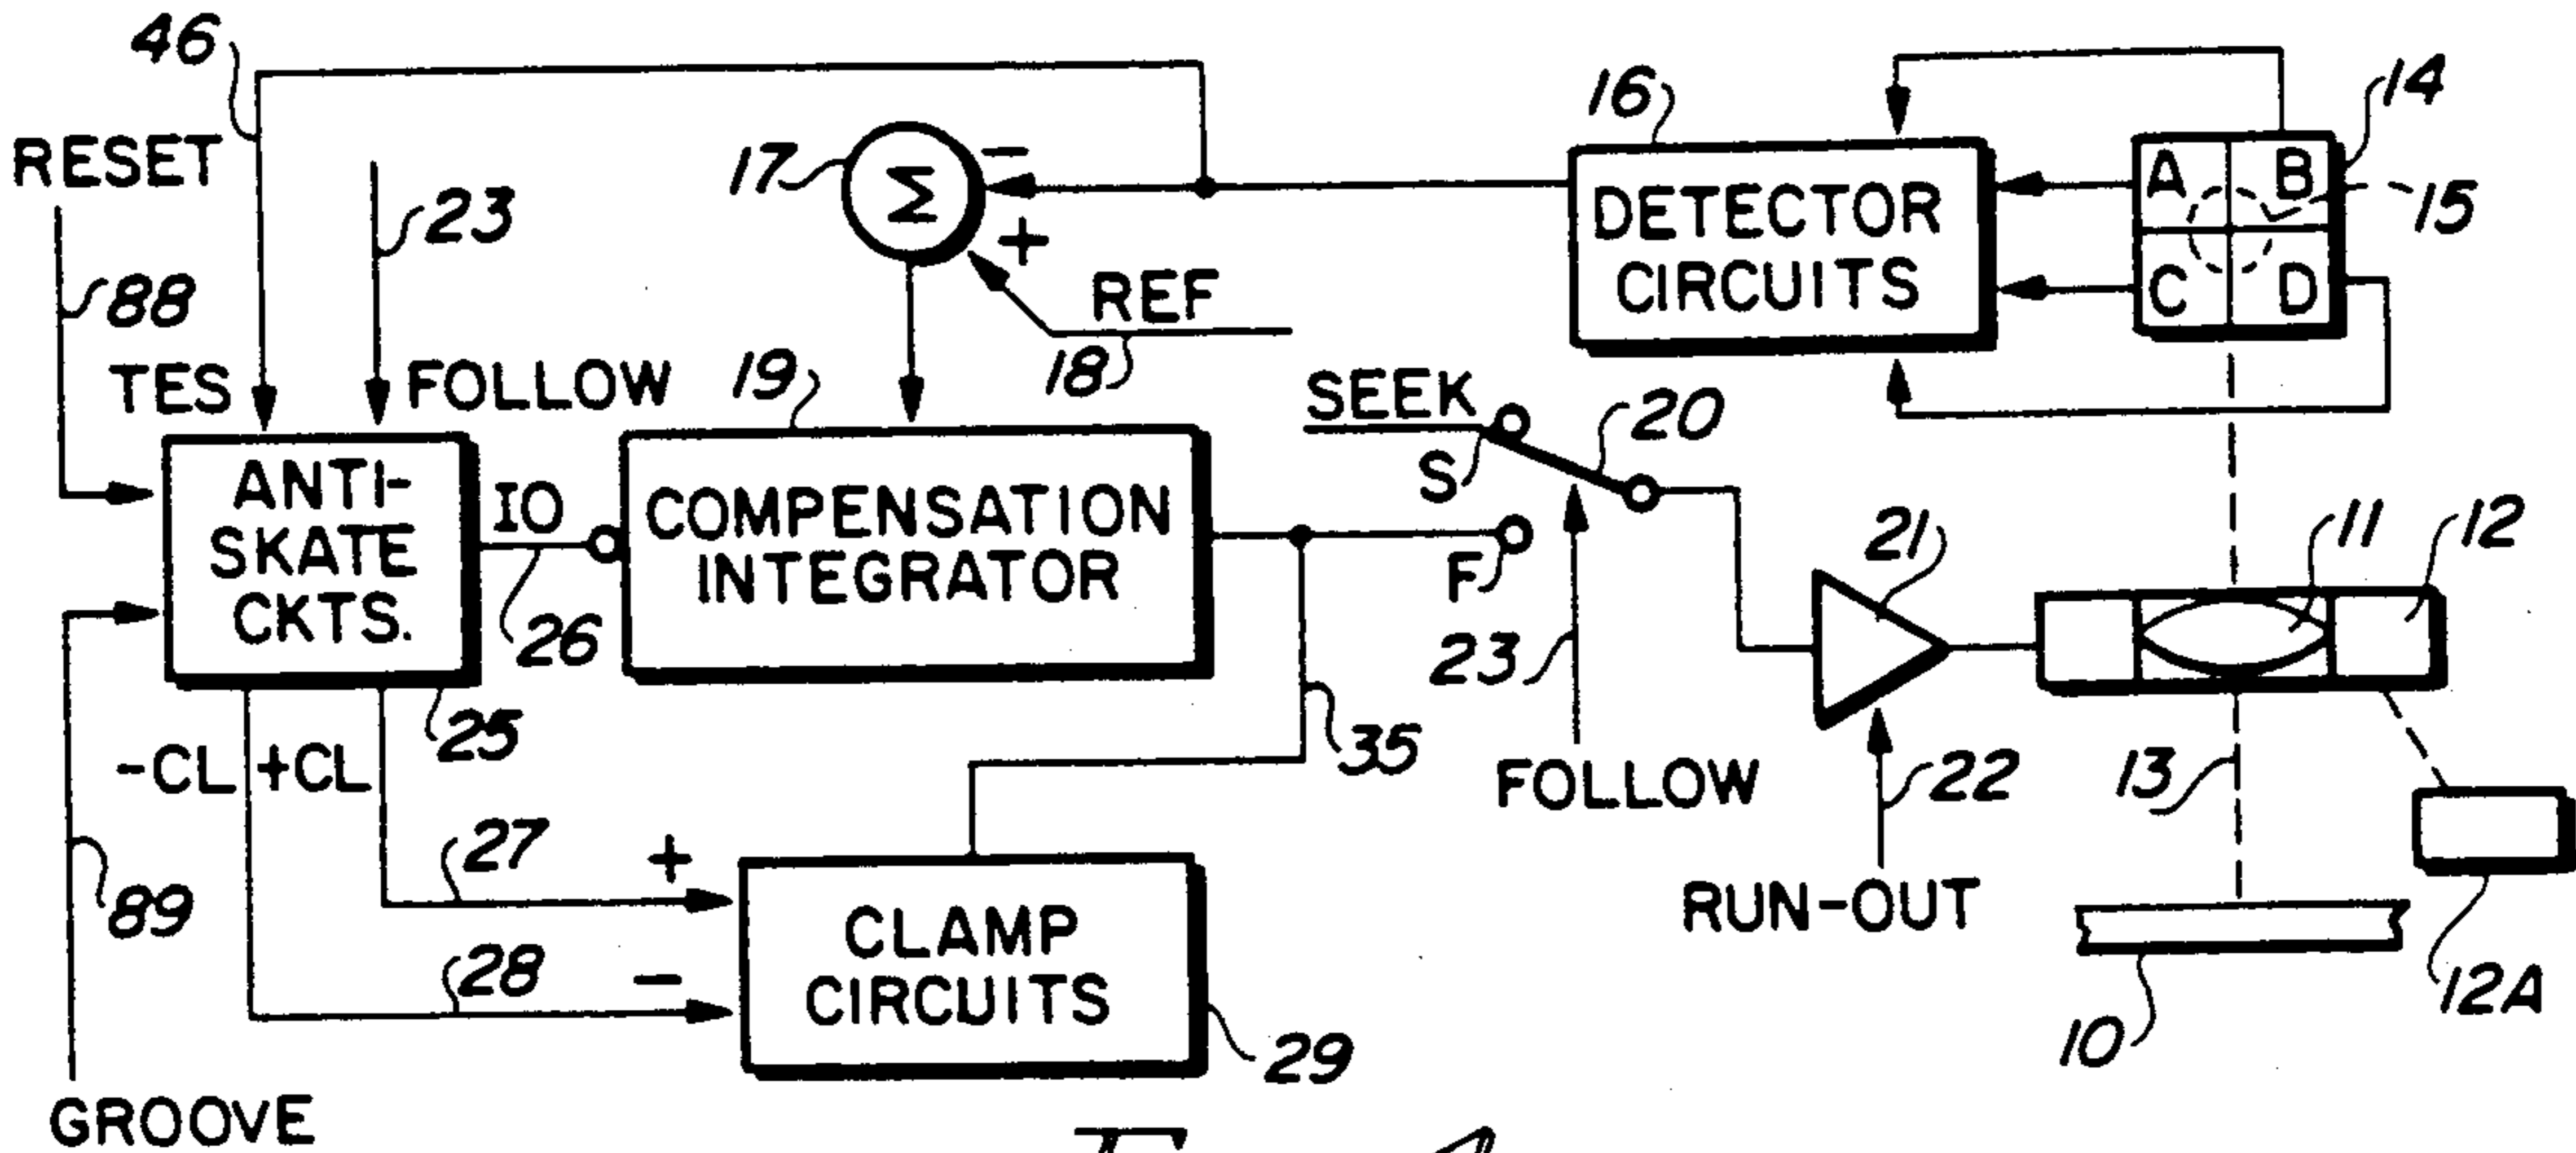 46
RESET
23
88
TES
FOLLOW
17
Σ
-
+
REF
18
16
DETECTOR
CIRCUITS
A
B
C
D
14
15
ANTI-
SKATE
CKTS.
25
IO
26
19
COMPENSATION
INTEGRATOR
SEEK
S
20
F
23
FOLLOW
21
22
RUN-OUT
11
12
13
12A
10
35
-CL
+CL
27
+
28
-
CLAMP
CIRCUITS
29
89
GROOVE